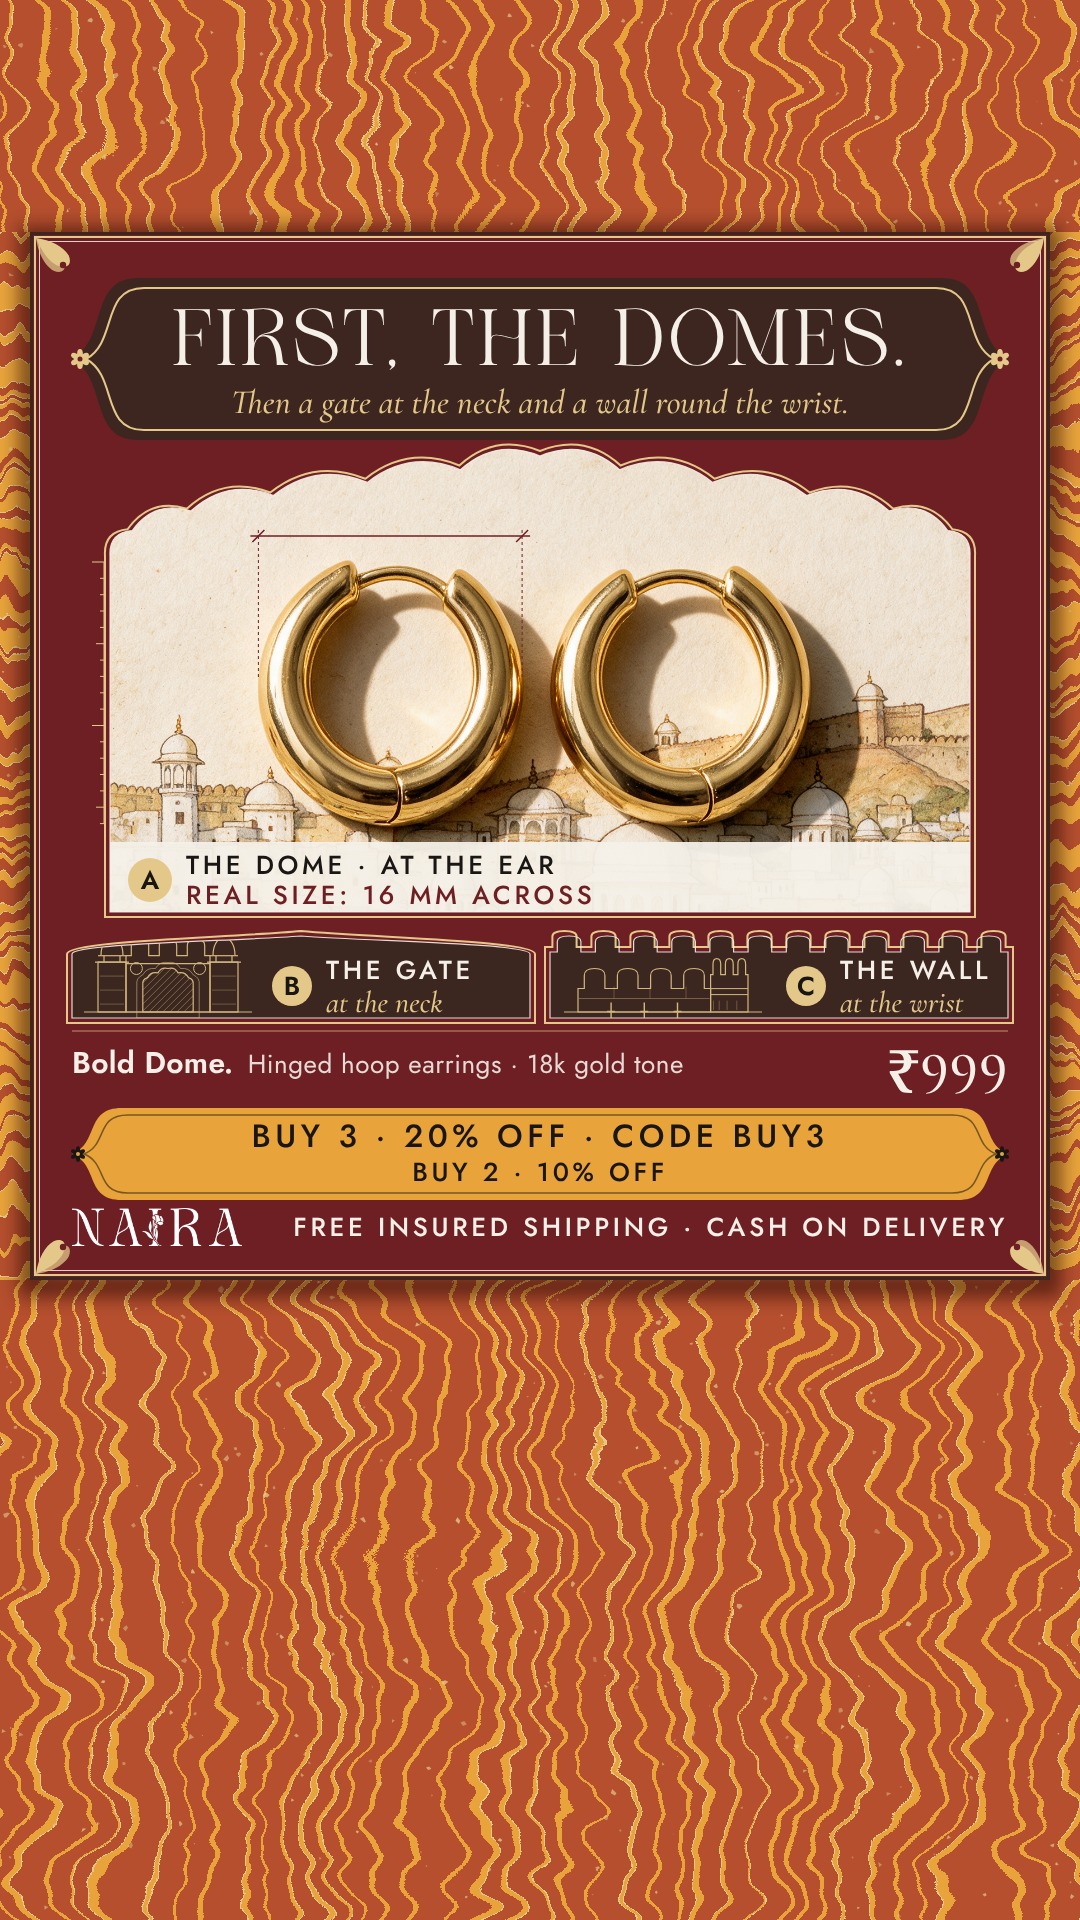 FIRST, THE DOMES.
Then a gate at the neck and a wall round the wrist.
A
THE DOME · AT THE EAR
REAL SIZE: 16 MM ACROSS
B
THE GATE
at the neck
C
THE WALL
at the wrist
Bold Dome. Hinged hoop earrings · 18k gold tone
₹999
BUY 3 · 20% OFF · CODE BUY3
BUY 2 · 10% OFF
NAIRA
FREE INSURED SHIPPING · CASH ON DELIVERY